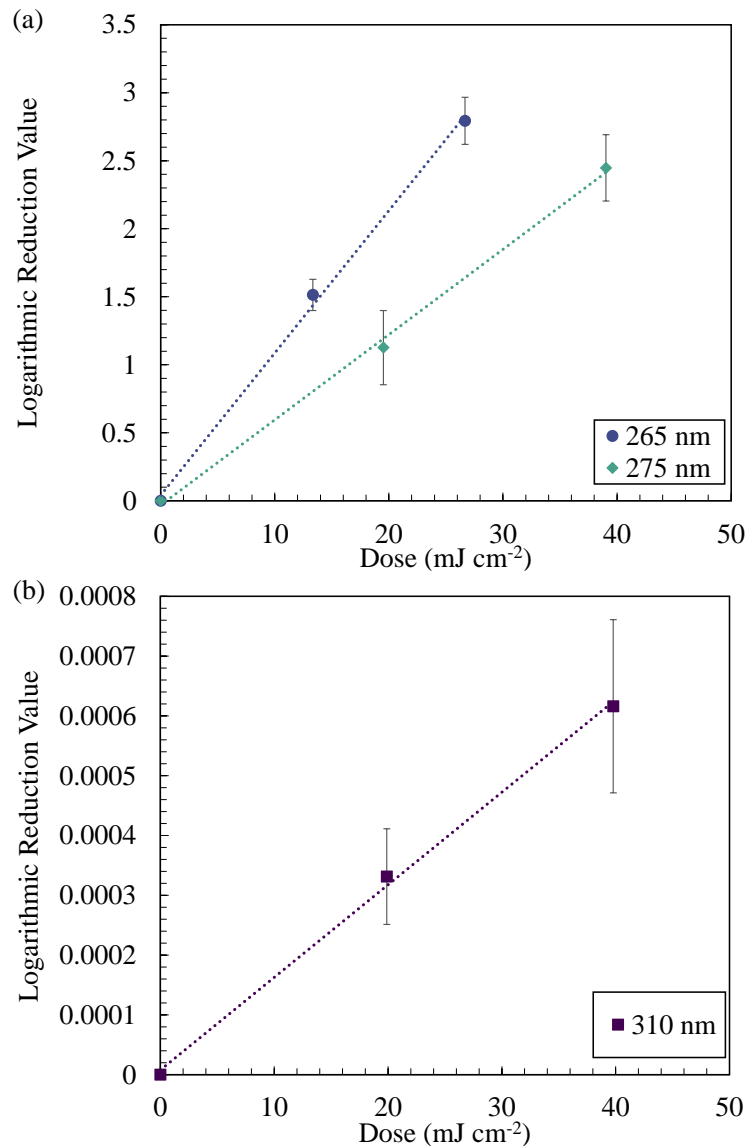 (a)
3.5
3
2.5
2
1.5
1
0.5
0
Logarithmic Reduction Value
265 nm
275 nm
0 10 20 30 40 50
Dose (mJ cm-2)
(b)
0.0008
0.0007
0.0006
0.0005
0.0004
0.0003
0.0002
0.0001
0
Logarithmic Reduction Value
310 nm
0 10 20 30 40 50
Dose (mJ cm-2)